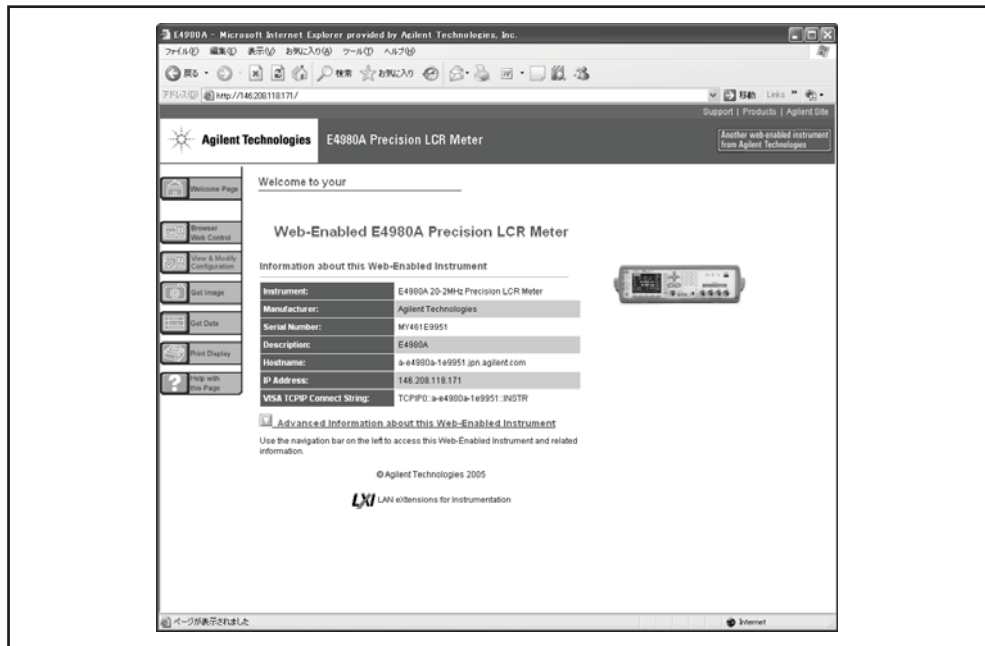 E4980A - Microsoft Internet Explorer provided by Agilent Technologies, Inc.
ファイル(F) 編集(E) 表示(V) お気に入り(A) ツール(T) ヘルプ(H)
戻る 検索 お気に入り
アドレス(D) http://146.208.118.171/ 移動 Links »
Support | Products | Agilent Site
Agilent Technologies E4980A Precision LCR Meter
Another web-enabled instrument
from Agilent Technologies
Welcome Page
Browser
Web Control
View & Modify
Configuration
Get Image
Get Data
Print Display
Help with
this Page
Welcome to your
Web-Enabled E4980A Precision LCR Meter
Information about this Web-Enabled Instrument
Instrument: E4980A 20-2MHz Precision LCR Meter
Manufacturer: Agilent Technologies
Serial Number: MY461E9951
Description: E4980A
Hostname: a-e4980a-1e9951.jpn.agilent.com
IP Address: 146.208.118.171
VISA TCPIP Connect String: TCPIP0::a-e4980a-1e9951::INSTR
Advanced Information about this Web-Enabled Instrument
Use the navigation bar on the left to access this Web-Enabled Instrument and related
information.
© Agilent Technologies 2005
LXI LAN eXtensions for Instrumentation
ページが表示されました Internet